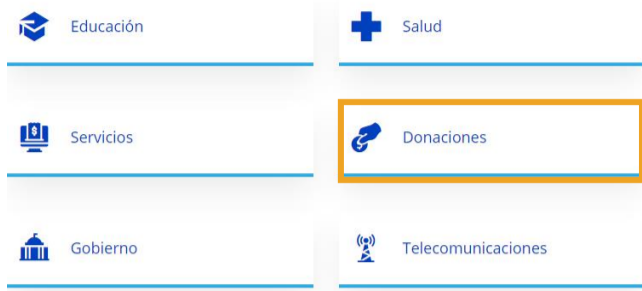 Educación
Salud
Servicios
Donaciones
Gobierno
Telecomunicaciones